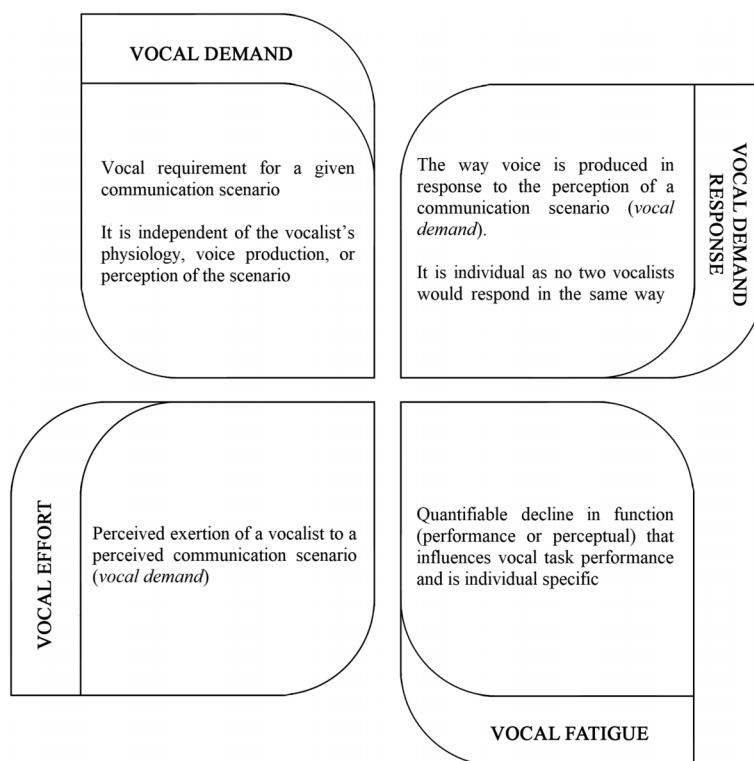 VOCAL DEMAND
Vocal requirement for a given
communication scenario
It is independent of the vocalist's
physiology, voice production, or
perception of the scenario
The way voice is produced in
response to the perception of a
communication scenario (vocal
demand).
It is individual as no two vocalists
would respond in the same way
VOCAL DEMAND
RESPONSE
VOCAL EFFORT
Perceived exertion of a vocalist to a
perceived communication scenario
(vocal demand)
Quantifiable decline in function
(performance or perceptual) that
influences vocal task performance
and is individual specific
VOCAL FATIGUE